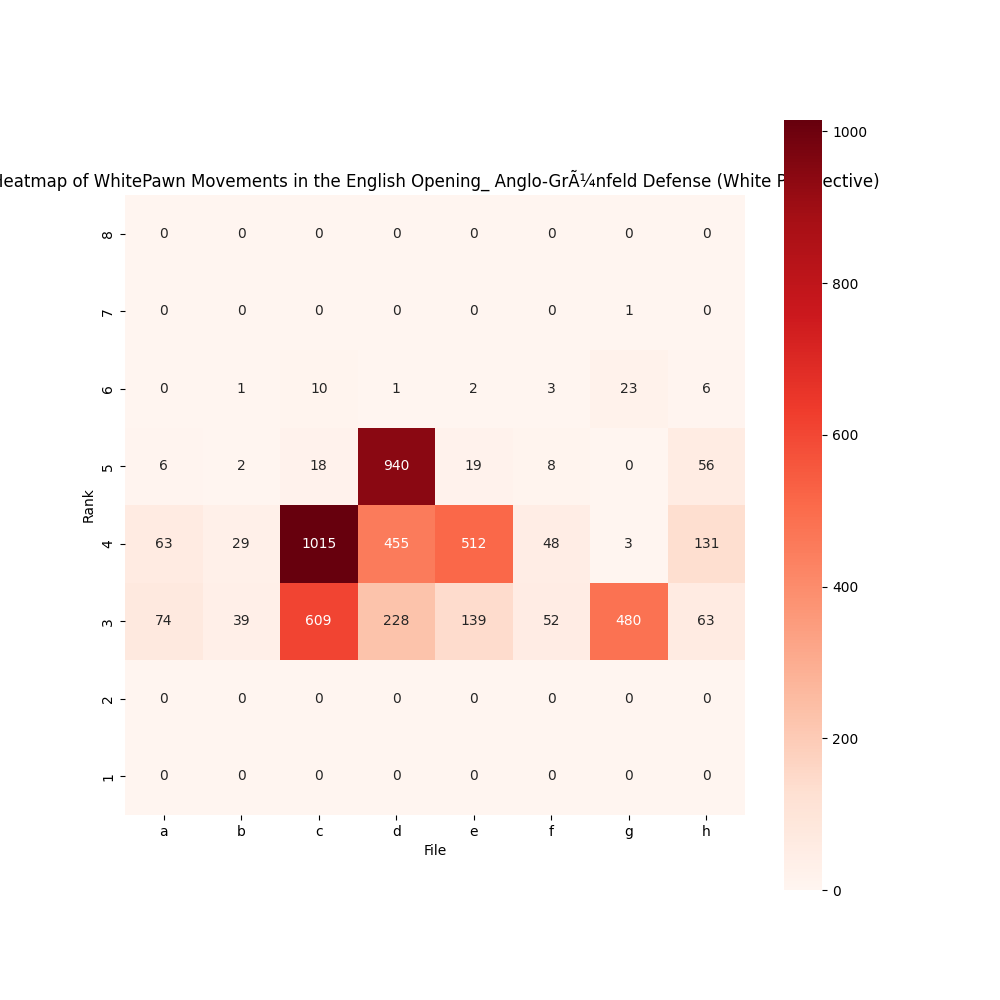 Heatmap of WhitePawn Movements in the English Opening_ Anglo-GrÃ¼nfeld Defense (White P ective)
8 0 0 0 0 0 0 0 0
7 0 0 0 0 0 0 1 0
6 0 1 10 1 2 3 23 6
5 6 2 18 940 19 8 0 56
4 63 29 1015 455 512 48 3 131
3 74 39 609 228 139 52 480 63
2 0 0 0 0 0 0 0 0
1 0 0 0 0 0 0 0 0
a b c d e f g h
File
Rank
1000
800
600
400
200
0